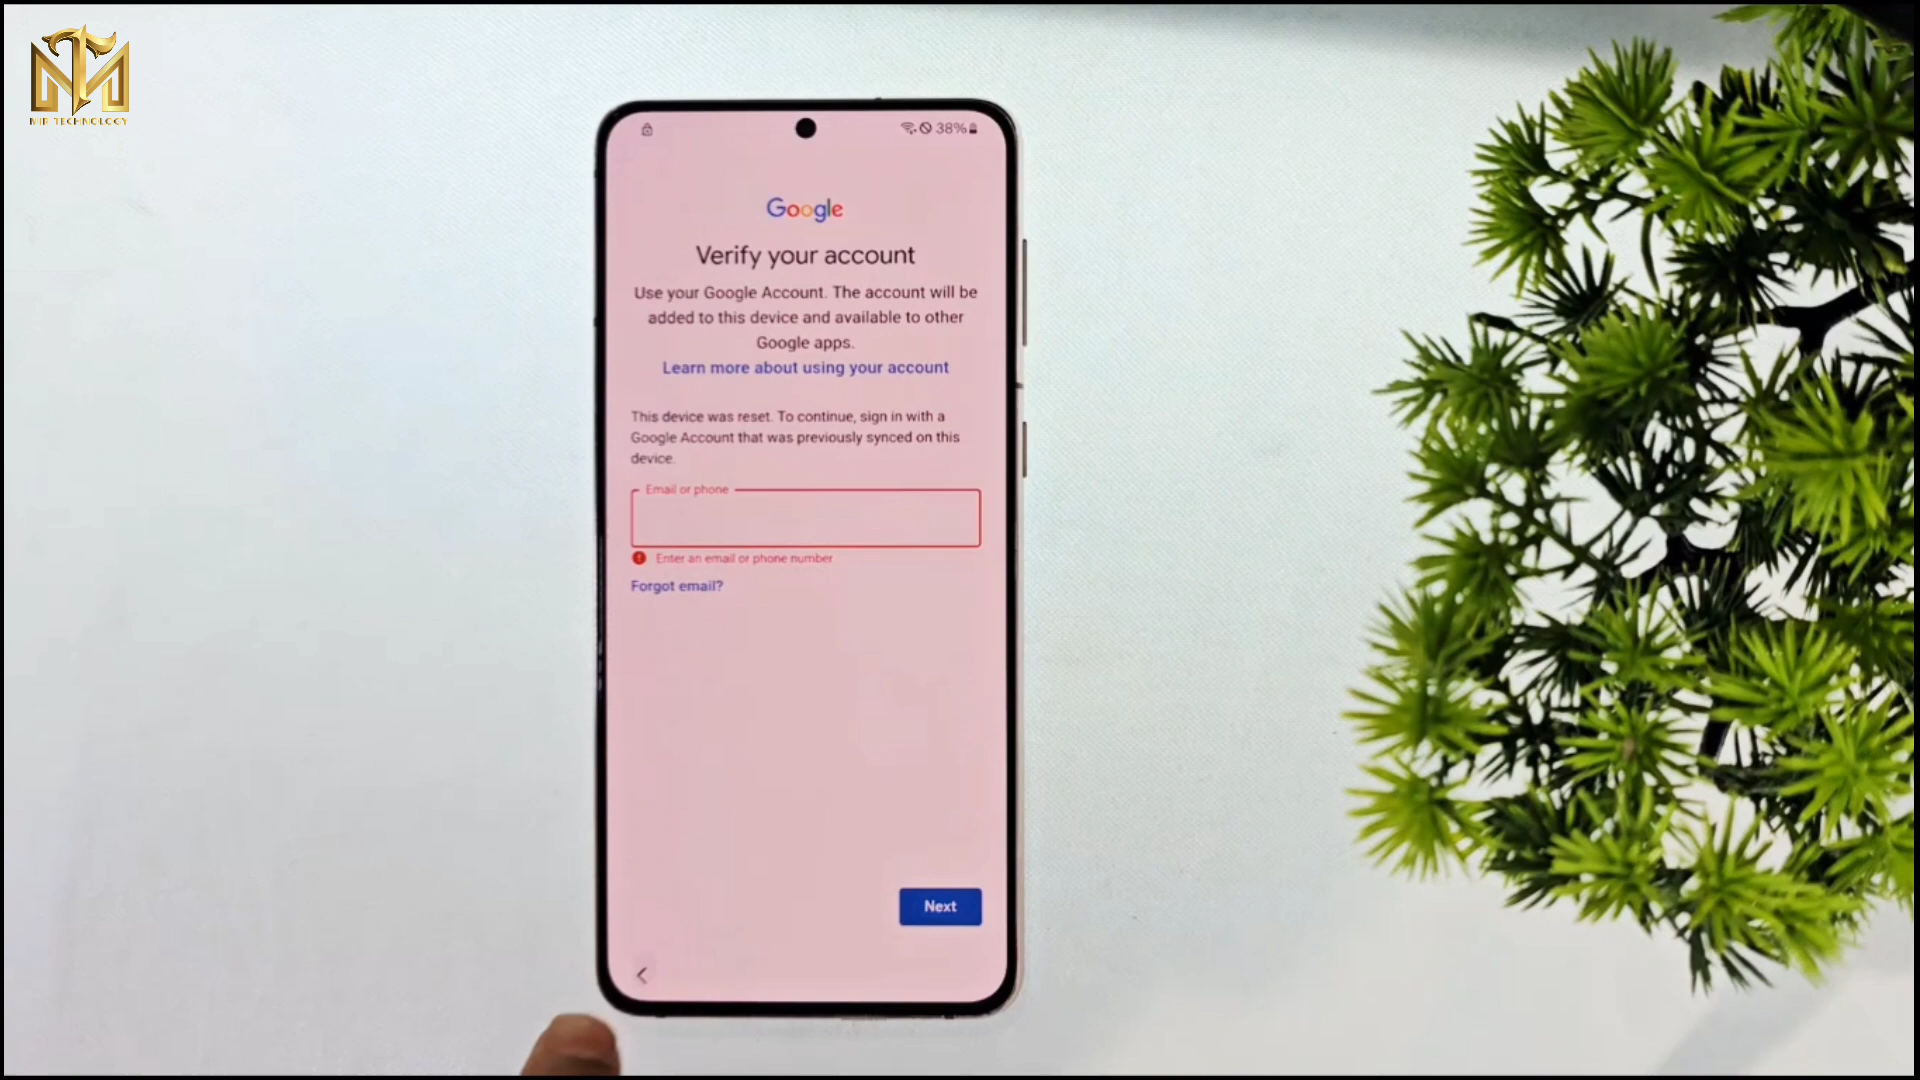 MIR TECHNOLOGY
38%
Google
Verify your account
Use your Google Account. The account will be
added to this device and available to other
Google apps.
Learn more about using your account
This device was reset. To continue, sign in with a
Google Account that was previously synced on this
device.
Email or phone
Enter an email or phone number
Forgot email?
Next